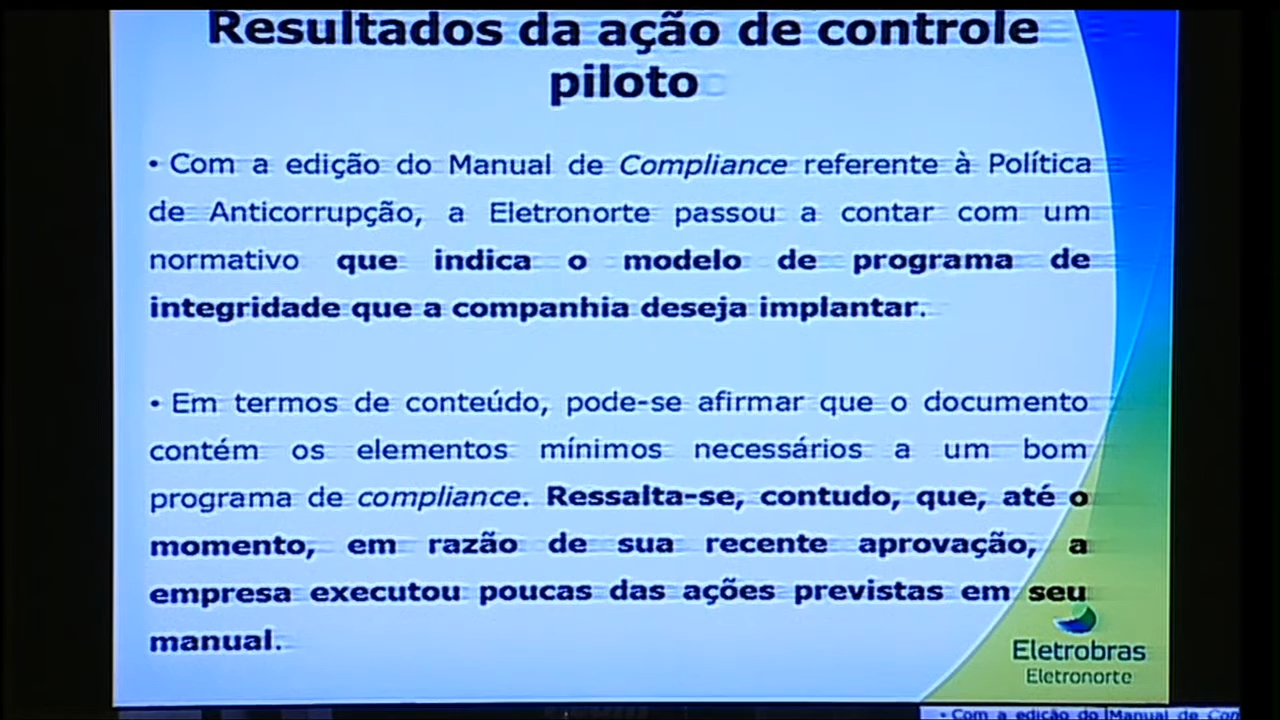 Resultados da ação de controle
piloto
• Com a edição do Manual de Compliance referente à Política
de Anticorrupção, a Eletronorte passou a contar com um
normativo que indica o modelo de programa de
integridade que a companhia deseja implantar.
• Em termos de conteúdo, pode-se afirmar que o documento
contém os elementos mínimos necessários a um bom
programa de compliance. Ressalta-se, contudo, que, até o
momento, em razão de sua recente aprovação, a
empresa executou poucas das ações previstas em seu
manual.
Eletrobras
Eletronorte
• Com a edição do Manual de Com